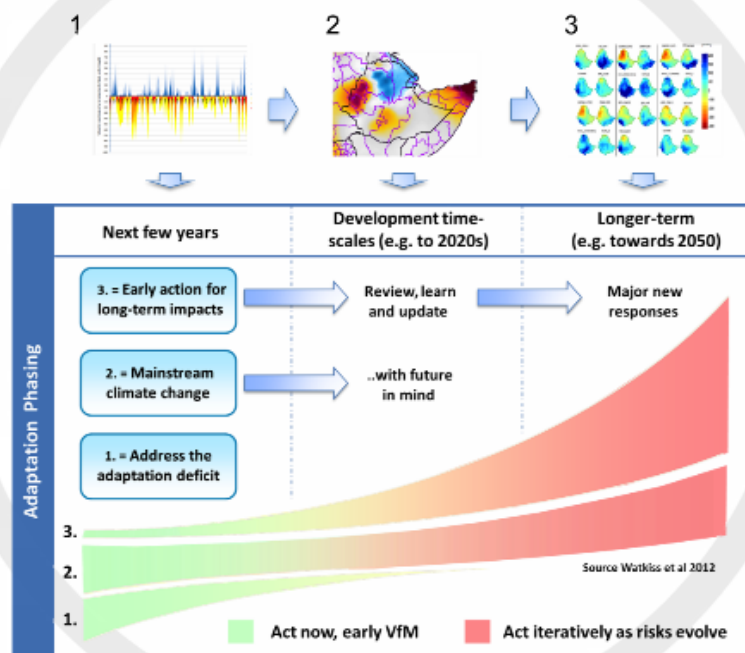 1
2
3
Next few years
Development time-
scales (e.g. to 2020s)
Longer-term
(e.g. towards 2050)
Adaptation Phasing
3. = Early action for
long-term impacts
Review, learn
and update
Major new
responses
2. = Mainstream
climate change
..with future
in mind
1. = Address the
adaptation deficit
3.
2.
1.
Source Watkiss et al 2012
Act now, early VfM
Act iteratively as risks evolve